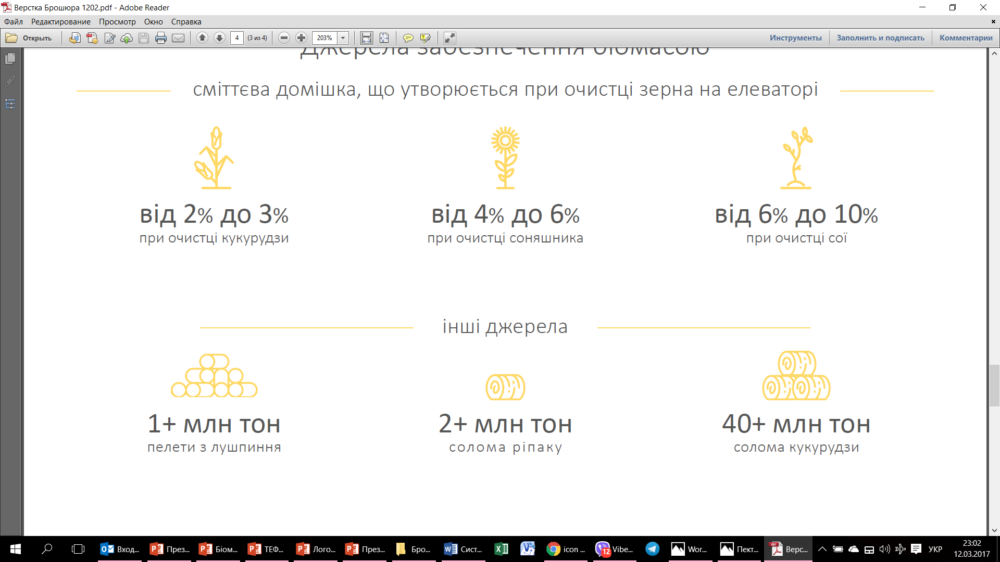 Верстка Брошюра 1202.pdf - Adobe Reader
Файл Редактирование Просмотр Окно Справка
Открыть 4 (3 из 4) 203% Инструменты Заполнить и подписать Комментарии
Джерела забезпечення біомасою
сміттєва домішка, що утворюється при очистці зерна на елеваторі
від 2% до 3% від 4% до 6% від 6% до 10%
при очистці кукурудзи при очистці соняшника при очистці сої
інші джерела
1+ млн тон 2+ млн тон 40+ млн тон
пелети з лушпиння солома ріпаку солома кукурудзи
Вход... През... Біом... ТЕФ... Лого... През... Бро... Сист... icon ... 12 Vibe... Wor... Пект... Верс... УКР 23:02
12.03.2017